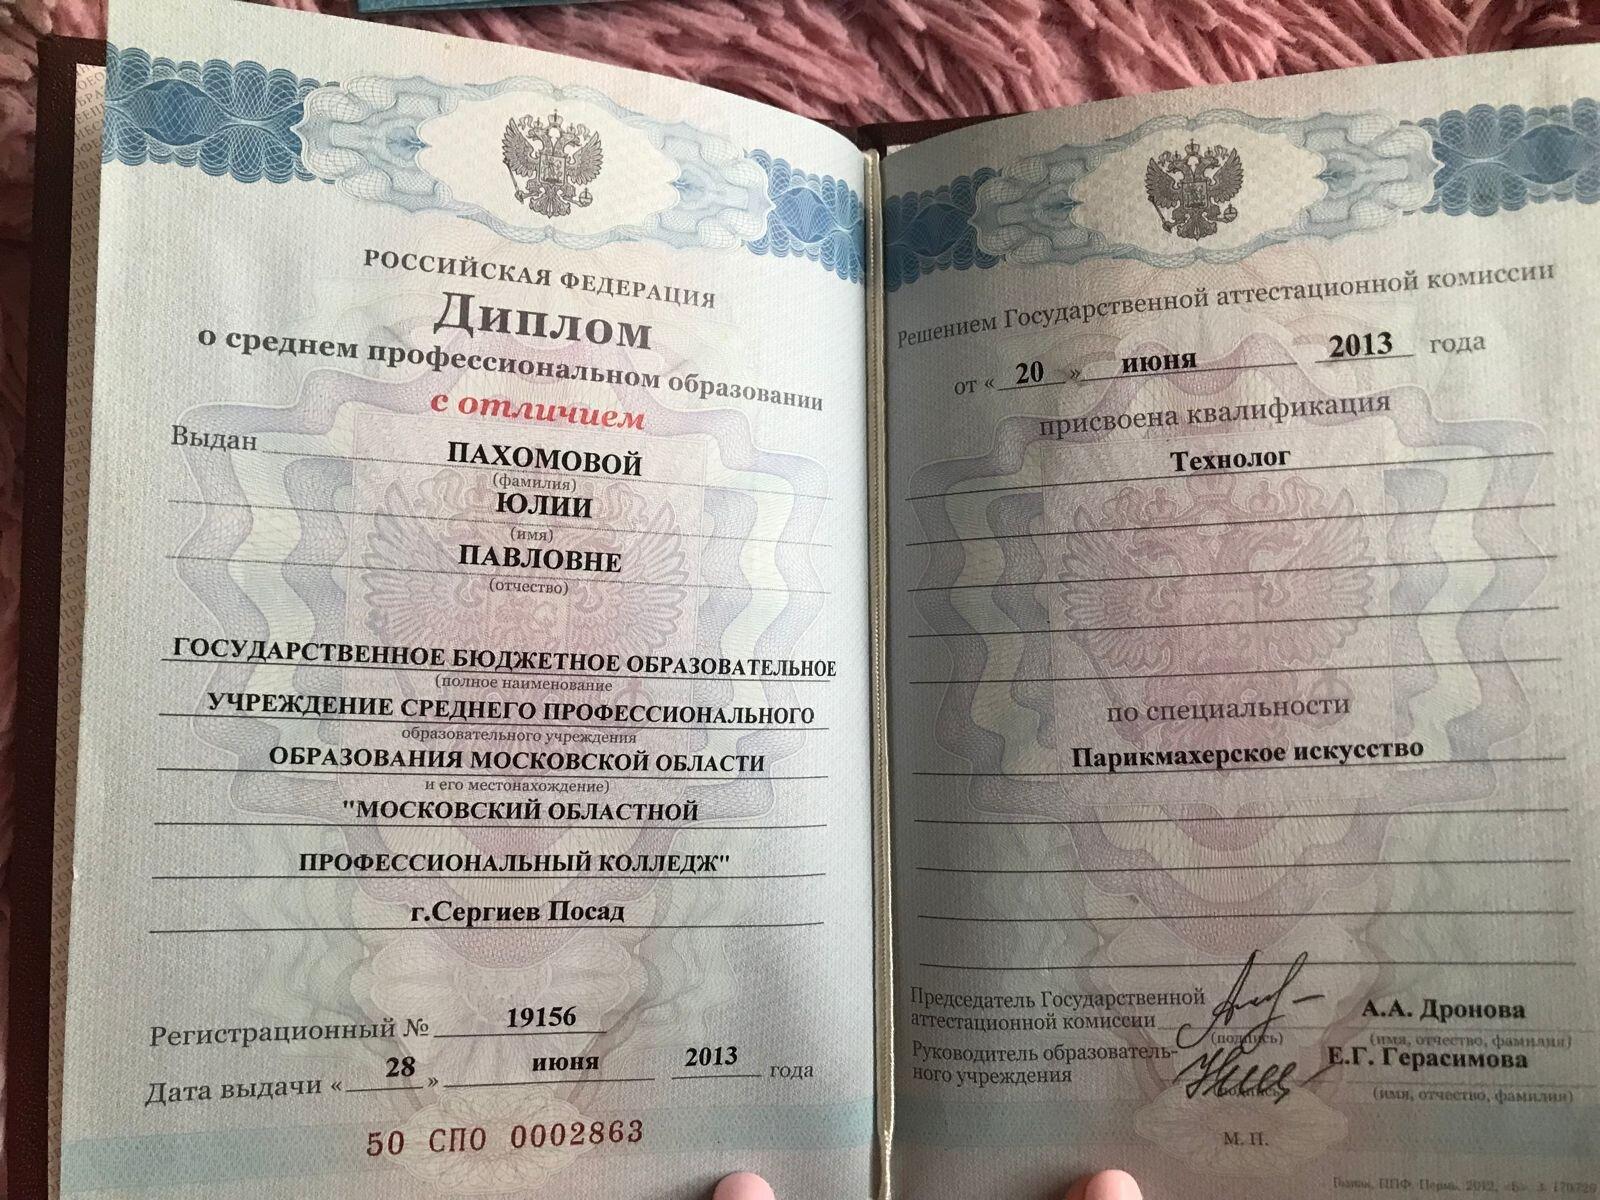 РОССИЙСКАЯ ФЕДЕРАЦИЯ
Диплом
о среднем профессиональном образовании
с отличием
Выдан ПАХОМОВОЙ
(фамилия)
ЮЛИИ
(имя)
ПАВЛОВНЕ
(отчество)
ГОСУДАРСТВЕННОЕ БЮДЖЕТНОЕ ОБРАЗОВАТЕЛЬНОЕ
(полное наименование
УЧРЕЖДЕНИЕ СРЕДНЕГО ПРОФЕССИОНАЛЬНОГО
образовательного учреждения
ОБРАЗОВАНИЯ МОСКОВСКОЙ ОБЛАСТИ
и его местонахождение)
"МОСКОВСКИЙ ОБЛАСТНОЙ
ПРОФЕССИОНАЛЬНЫЙ КОЛЛЕДЖ"
г.Сергиев Посад
Регистрационный № 19156
Дата выдачи « 28 » июня 2013 года
50 СПО 0002863
Решением Государственной аттестационной комиссии
от « 20 » июня 2013 года
присвоена квалификация
Технолог
по специальности
Парикмахерское искусство
Председатель Государственной
аттестационной комиссии А.А. Дронова
(подпись) (имя, отчество, фамилия)
Руководитель образователь-
ного учреждения Е.Г. Герасимова
(подпись) (имя, отчество, фамилия)
М. П.